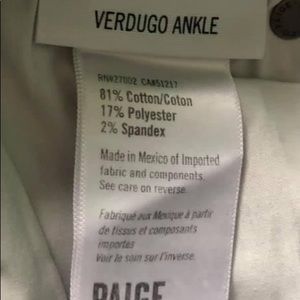 VERDUGO ANKLE
RN#27002 CA#51217
81% Cotton/Coton
17% Polyester
2% Spandex
Made in Mexico of Imported
fabric and components.
See care on reverse.
Fabriqué aux Mexique à partir
de tissus et composants
importés
Voir le soin sur l'inverse.
PAIGE